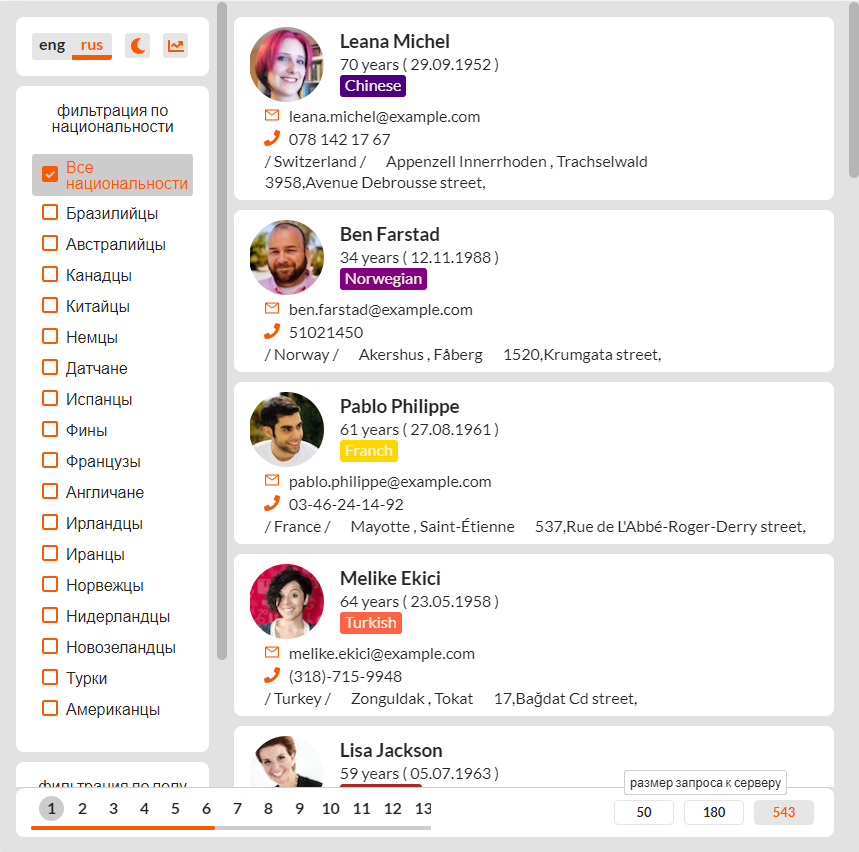 eng rus
фильтрация по
национальности
Все
национальности
Бразилийцы
Австралийцы
Канадцы
Китайцы
Немцы
Датчане
Испанцы
Фины
Французы
Англичане
Ирландцы
Иранцы
Норвежцы
Нидерландцы
Новозеландцы
Турки
Американцы
фильтрация по полу
Leana Michel
70 years ( 29.09.1952 )
Chinese
leana.michel@example.com
078 142 17 67
/ Switzerland / Appenzell Innerrhoden , Trachselwald
3958,Avenue Debrousse street,
Ben Farstad
34 years ( 12.11.1988 )
Norwegian
ben.farstad@example.com
51021450
/ Norway / Akershus , Fåberg 1520,Krumgata street,
Pablo Philippe
61 years ( 27.08.1961 )
Franch
pablo.philippe@example.com
03-46-24-14-92
/ France / Mayotte , Saint-Étienne 537,Rue de L'Abbé-Roger-Derry street,
Melike Ekici
64 years ( 23.05.1958 )
Turkish
melike.ekici@example.com
(318)-715-9948
/ Turkey / Zonguldak , Tokat 17,Bağdat Cd street,
Lisa Jackson
59 years ( 05.07.1963 )
размер запроса к серверу
1 2 3 4 5 6 7 8 9 10 11 12 13
50 180 543